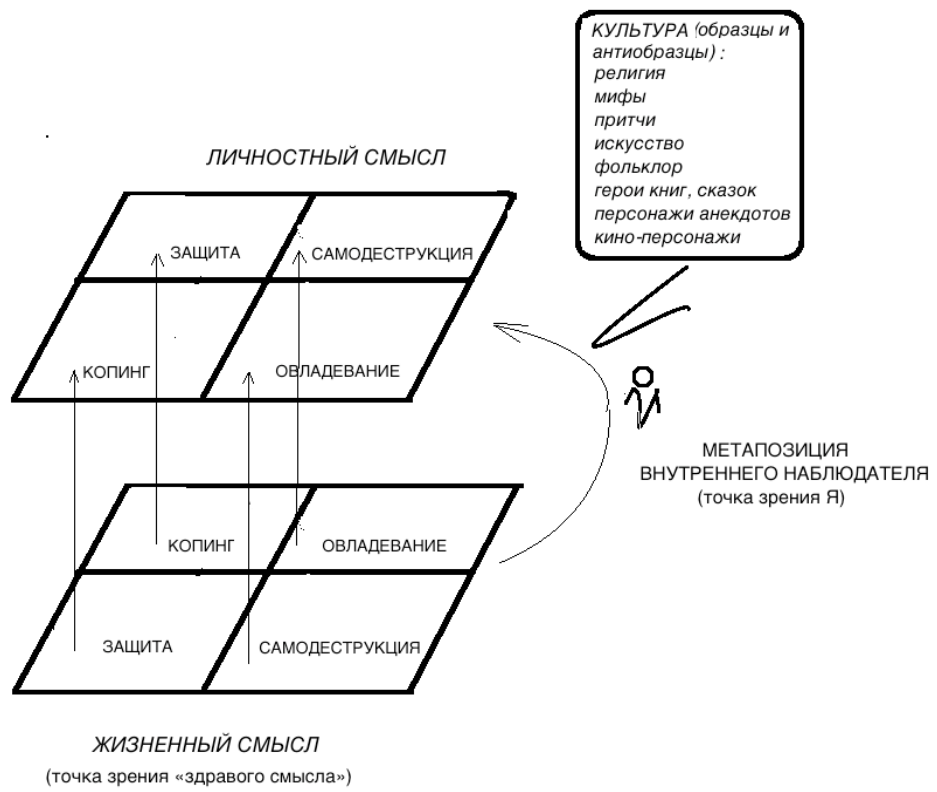 КУЛЬТУРА (образцы и
антиобразцы) :
религия
мифы
притчи
искусство
фольклор
герои книг, сказок
персонажи анекдотов
кино-персонажи
ЛИЧНОСТНЫЙ СМЫСЛ
ЗАЩИТА
САМОДЕСТРУКЦИЯ
КОПИНГ
ОВЛАДЕВАНИЕ
МЕТАПОЗИЦИЯ
ВНУТРЕННЕГО НАБЛЮДАТЕЛЯ
(точка зрения Я)
КОПИНГ
ОВЛАДЕВАНИЕ
ЗАЩИТА
САМОДЕСТРУКЦИЯ
ЖИЗНЕННЫЙ СМЫСЛ
(точка зрения «здравого смысла»)